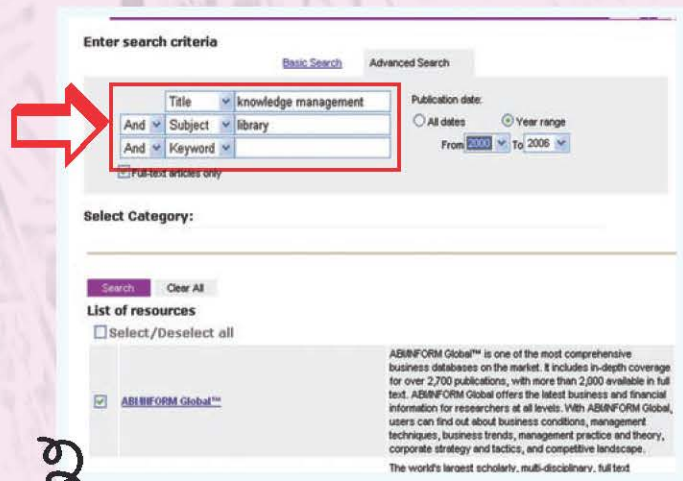 Enter search criteria
Basic Search Advanced Search
Title knowledge management
And Subject library
And Keyword
Full-text articles only
Publication date:
All dates Year range
From 2000 To 2006
Select Category:
Search Clear All
List of resources
Select/Deselect all
ABI/INFORM Global™
ABI/INFORM Global™ is one of the most comprehensive
business databases on the market. It includes in-depth coverage
for over 2,700 publications, with more than 2,000 available in full
text. ABI/INFORM Global offers the latest business and financial
information for researchers at all levels. With ABI/INFORM Global,
users can find out about business conditions, management
techniques, business trends, management practice and theory,
corporate strategy and tactics, and competitive landscape.
The world's largest scholarly, multi-disciplinary, full text